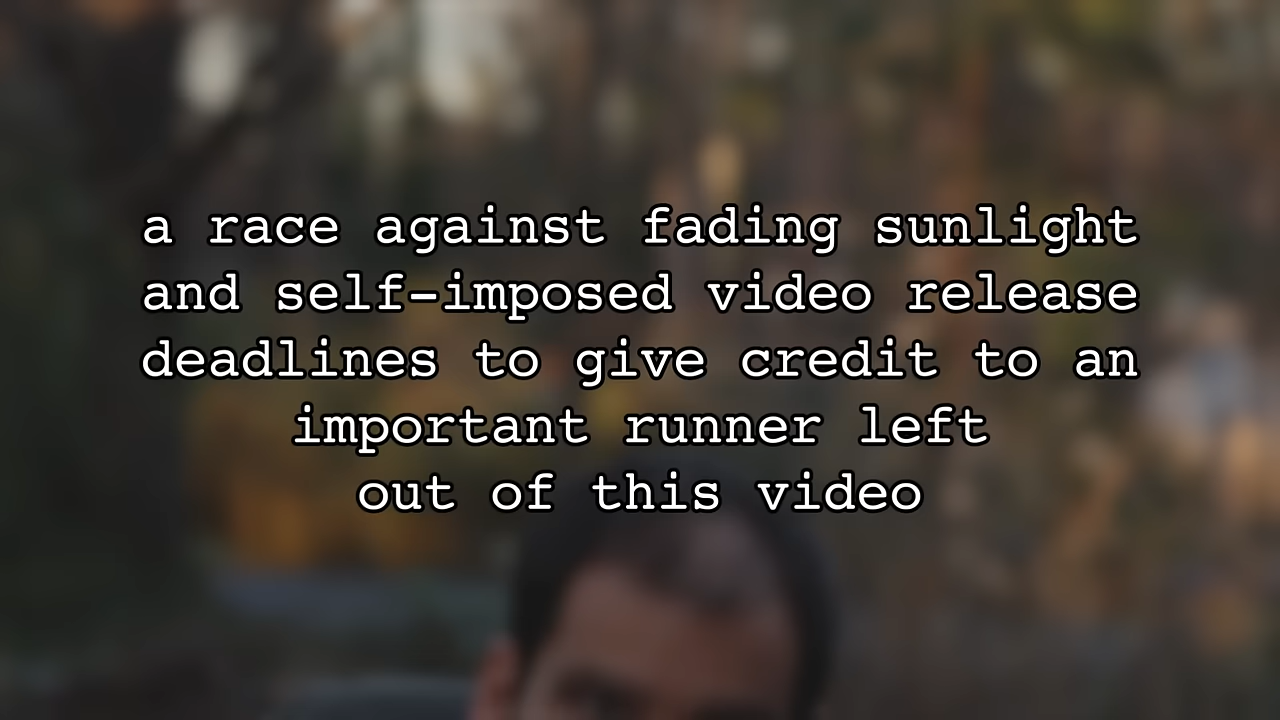 a race against fading sunlight
and self-imposed video release
deadlines to give credit to an
important runner left
out of this video